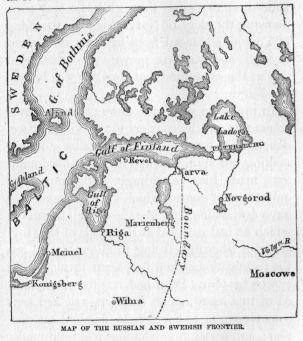 SWEDEN
G. of Bothnia
Aland
Lake
Ladoga
PETERSBURG
Gulf of Finland
Revel
Narva
Gothland
BALTIC
Gulf
of
Riga
Novgorod
Marienberg
Boundary
Riga
Volga R
Memel
Moscowe
Konigsberg
Wilna
MAP OF THE RUSSIAN AND SWEDISH FRONTIER.